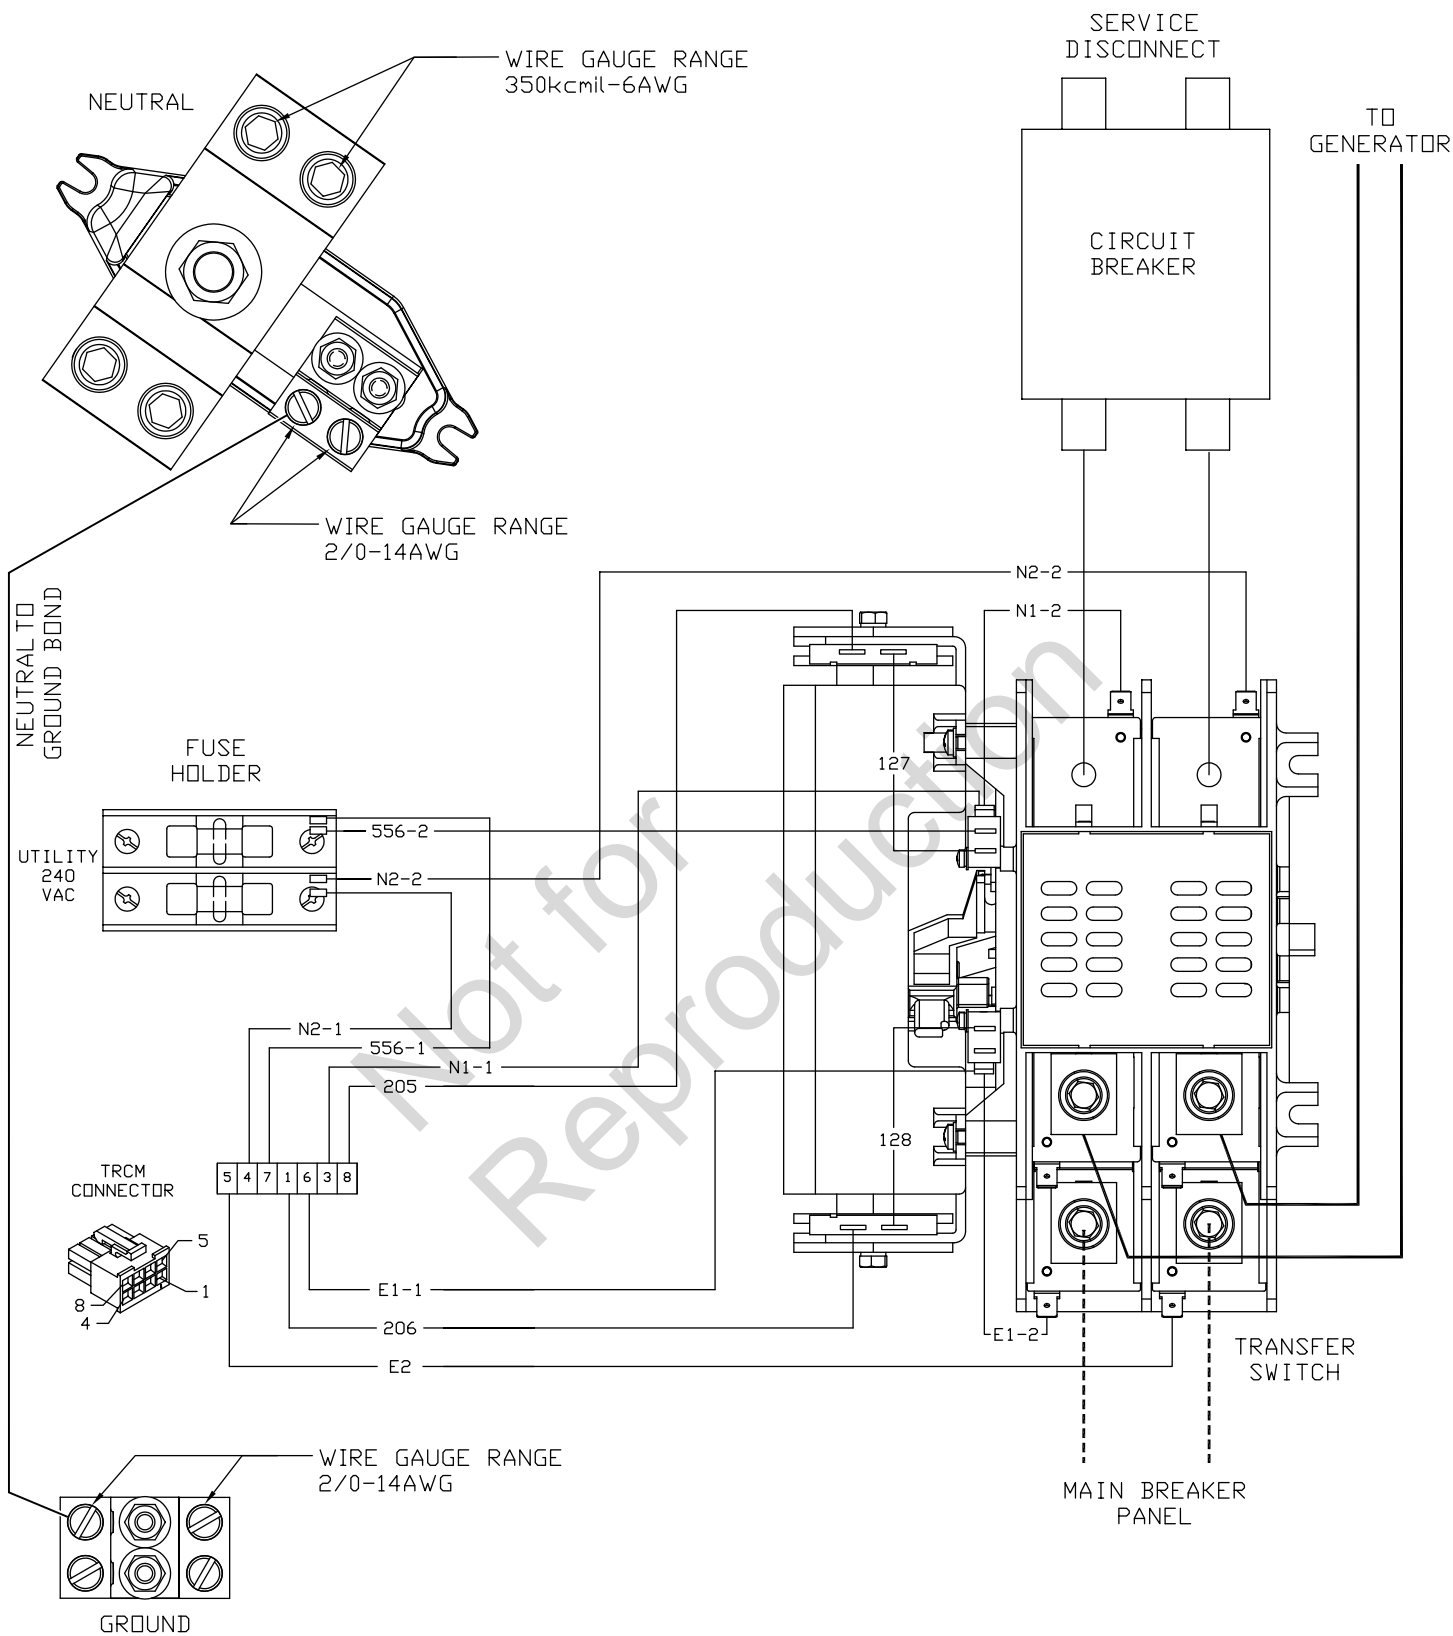 SERVICE
DISCONNECT
WIRE GAUGE RANGE
350kcmil-6AWG
NEUTRAL
TO
GENERATOR
CIRCUIT
BREAKER
WIRE GAUGE RANGE
2/0-14AWG
N2-2
N1-2
NEUTRAL TO
GROUND BOND
FUSE
HOLDER
127
556-2
UTILITY
240
VAC
N2-2
N2-1
556-1
N1-1
205
128
TRCM
CONNECTOR
5 4 7 1 6 3 8
5
1
8
4
E1-1
206
E1-2
E2
TRANSFER
SWITCH
WIRE GAUGE RANGE
2/0-14AWG
MAIN BREAKER
PANEL
GROUND
Not for
Reproduction